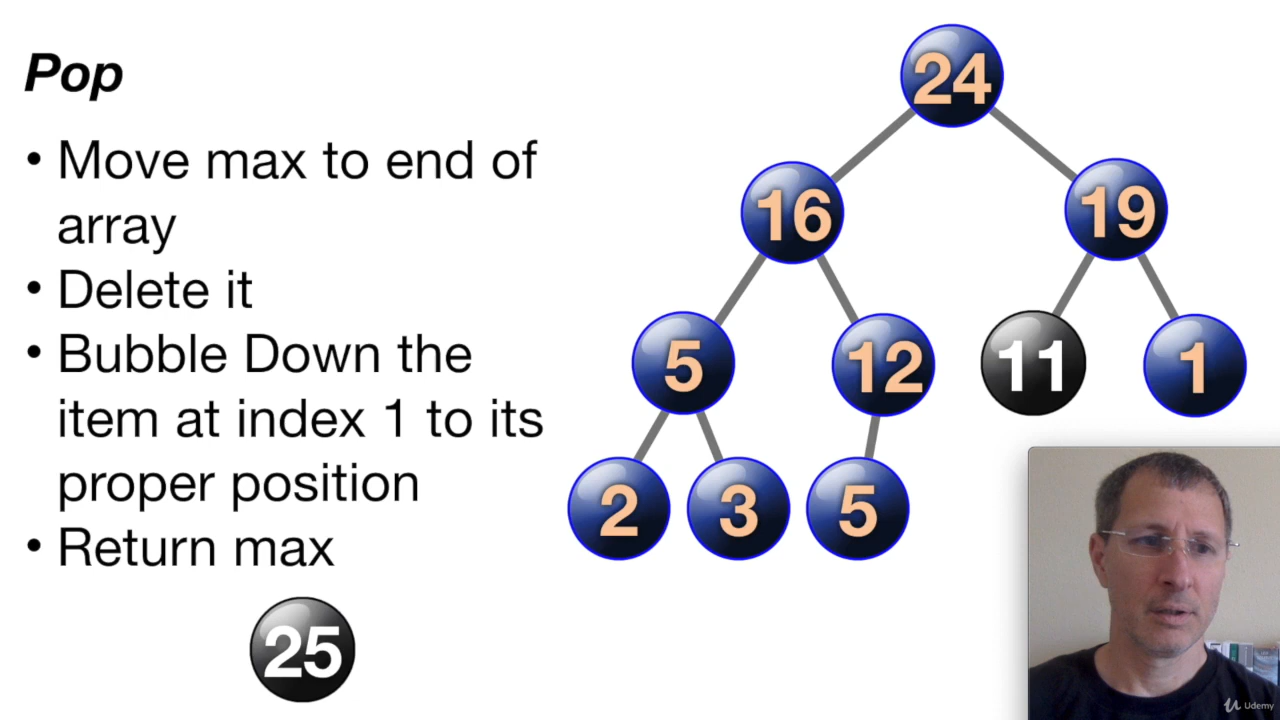 Pop
• Move max to end of
array
• Delete it
• Bubble Down the
item at index 1 to its
proper position
• Return max
25
24
16
19
5
12
11
1
2
3
5
Udemy